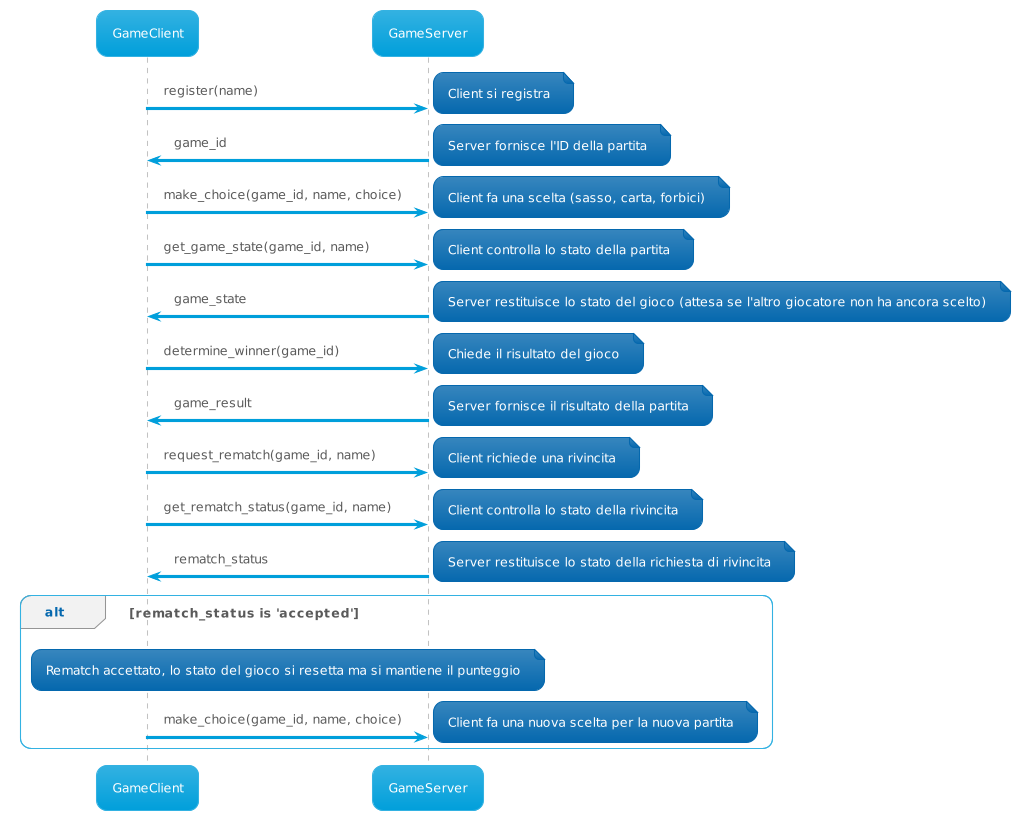 GameClient
GameServer
register(name)
Client si registra
game_id
Server fornisce l'ID della partita
make_choice(game_id, name, choice)
Client fa una scelta (sasso, carta, forbici)
get_game_state(game_id, name)
Client controlla lo stato della partita
game_state
Server restituisce lo stato del gioco (attesa se l'altro giocatore non ha ancora scelto)
determine_winner(game_id)
Chiede il risultato del gioco
game_result
Server fornisce il risultato della partita
request_rematch(game_id, name)
Client richiede una rivincita
get_rematch_status(game_id, name)
Client controlla lo stato della rivincita
rematch_status
Server restituisce lo stato della richiesta di rivincita
alt
[rematch_status is 'accepted']
Rematch accettato, lo stato del gioco si resetta ma si mantiene il punteggio
make_choice(game_id, name, choice)
Client fa una nuova scelta per la nuova partita
GameClient
GameServer